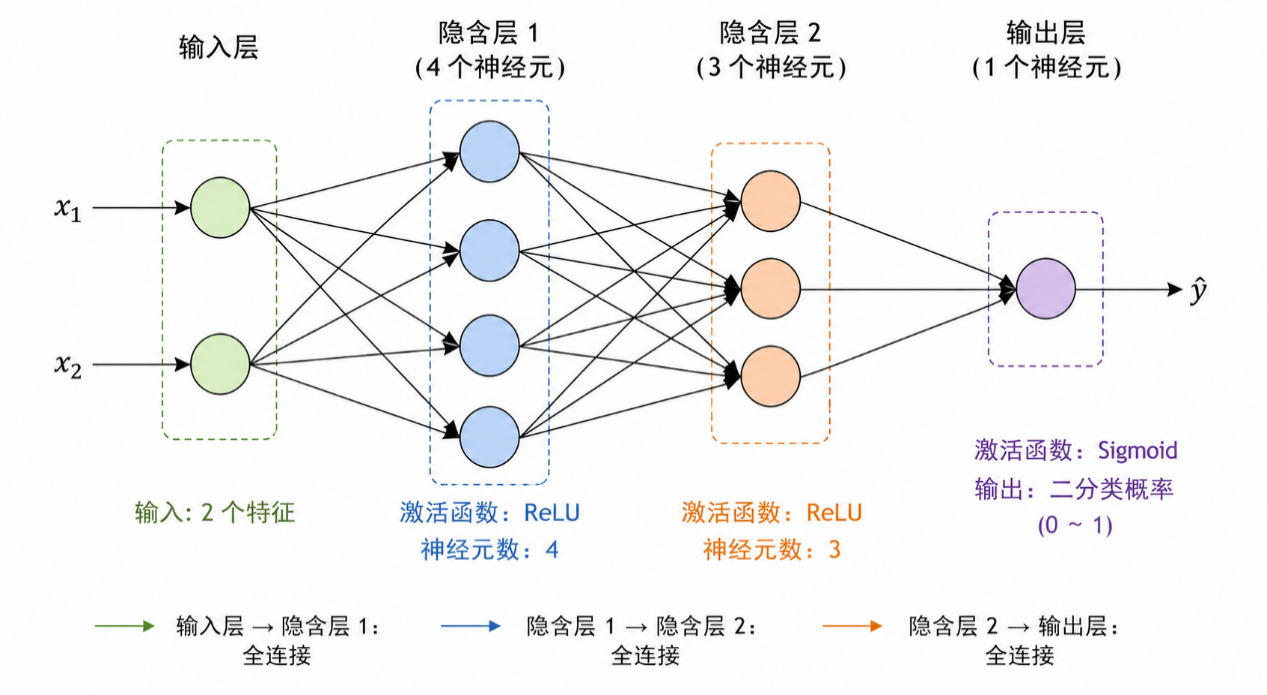 输入层
隐含层 1
(4 个神经元)
隐含层 2
(3 个神经元)
输出层
(1 个神经元)
x₁
x₂
ŷ
输入: 2 个特征
激活函数：ReLU
神经元数：4
激活函数：ReLU
神经元数：3
激活函数：Sigmoid
输出：二分类概率
(0 ~ 1)
输入层 → 隐含层 1：
全连接
隐含层 1 → 隐含层 2：
全连接
隐含层 2 → 输出层：
全连接